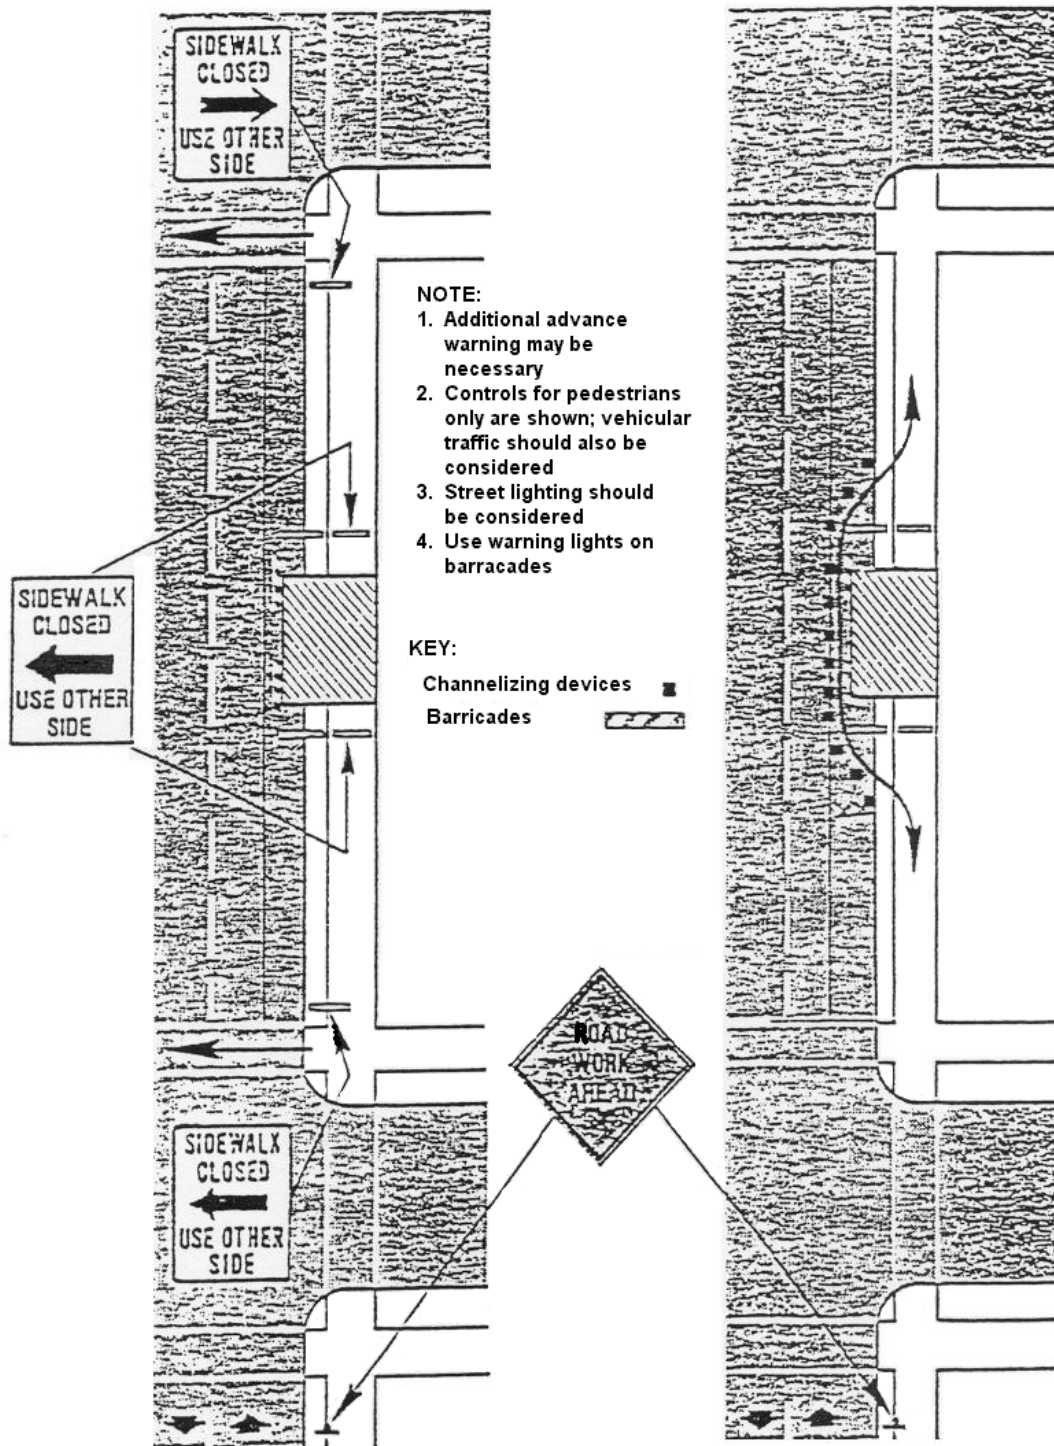 SIDEWALK
CLOSED
USE OTHER
SIDE
NOTE:
1. Additional advance
warning may be
necessary
2. Controls for pedestrians
only are shown; vehicular
traffic should also be
considered
3. Street lighting should
be considered
4. Use warning lights on
barracades
SIDEWALK
CLOSED
USE OTHER
SIDE
KEY:
Channelizing devices
Barricades
ROAD
WORK
AHEAD
SIDEWALK
CLOSED
USE OTHER
SIDE